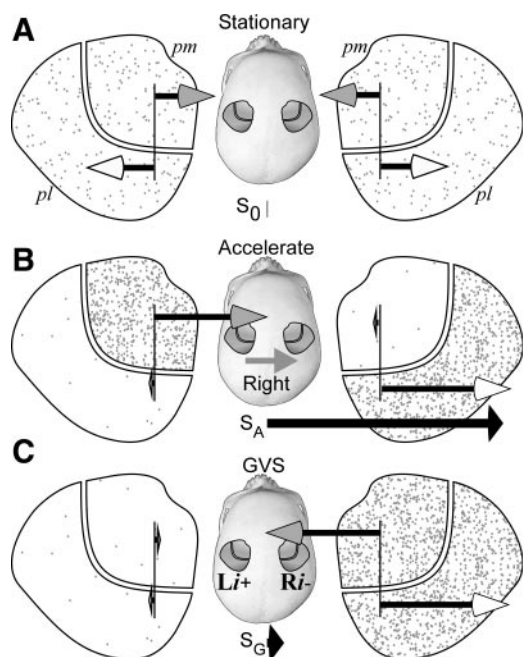 A
Stationary
pm
pm
pl
pl
S0
B
Accelerate
Right
SA
C
GVS
Li+
Ri-
SG